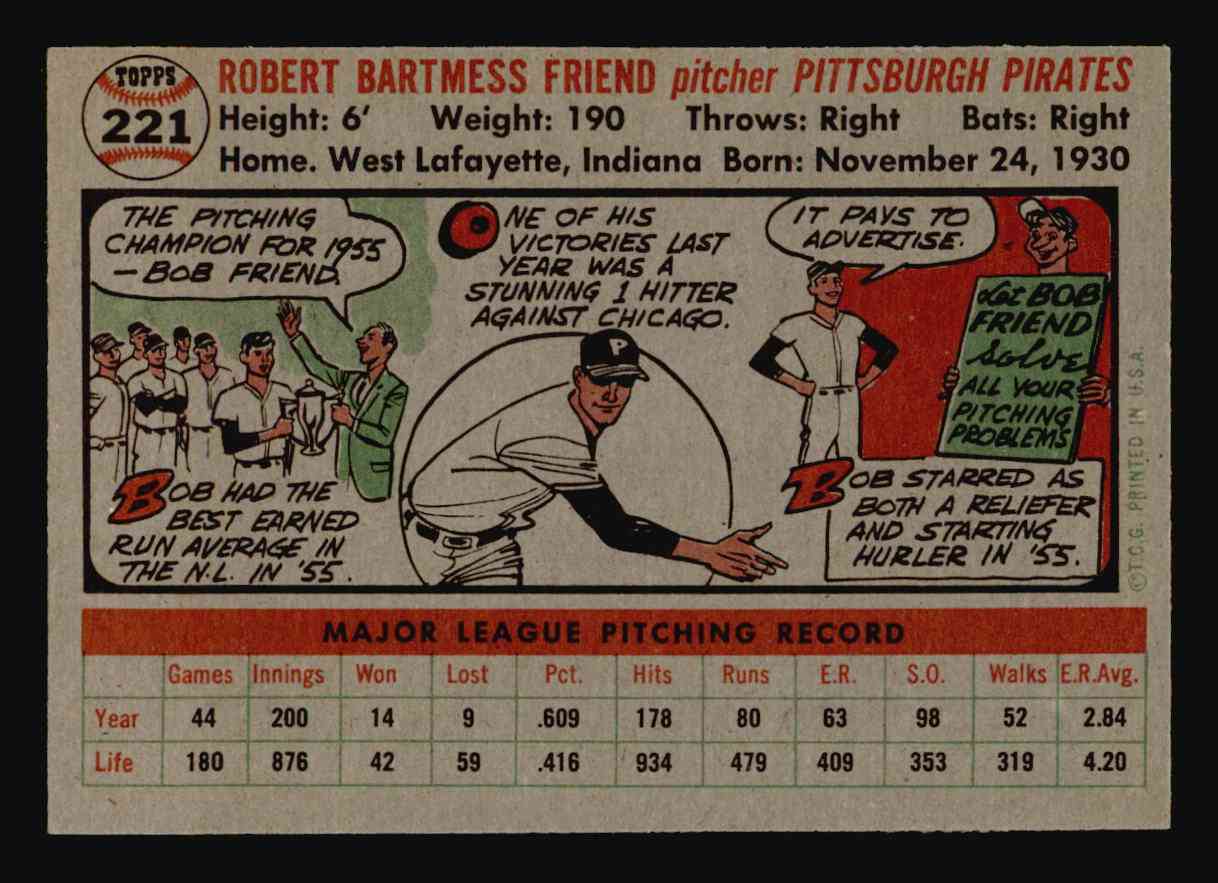 TOPPS
221
ROBERT BARTMESS FRIEND pitcher PITTSBURGH PIRATES
Height: 6' Weight: 190 Throws: Right Bats: Right
Home. West Lafayette, Indiana Born: November 24, 1930
THE PITCHING
CHAMPION FOR 1955
— BOB FRIEND.
BOB HAD THE
BEST EARNED
RUN AVERAGE IN
THE N.L. IN '55.
ONE OF HIS
VICTORIES LAST
YEAR WAS A
STUNNING 1 HITTER
AGAINST CHICAGO.
P
IT PAYS TO
ADVERTISE.
Let BOB
FRIEND
Solve
ALL YOUR
PITCHING
PROBLEMS
BOB STARRED AS
BOTH A RELIEFER
AND STARTING
HURLER IN '55.
©T.C.G. PRINTED IN U.S.A.
MAJOR LEAGUE PITCHING RECORD
Games Innings Won Lost Pct. Hits Runs E.R. S.O. Walks E.R.Avg.
Year 44 200 14 9 .609 178 80 63 98 52 2.84
Life 180 876 42 59 .416 934 479 409 353 319 4.20